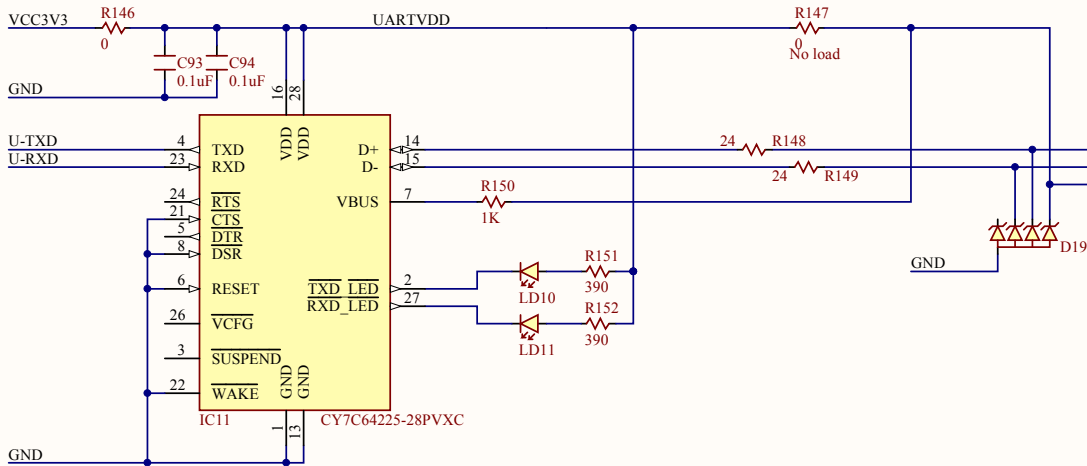 VCC3V3
R146
0
UARTVDD
R147
0
No load
C93
0.1uF
C94
0.1uF
GND
16
28
VDD
VDD
U-TXD
4
TXD
D+
14
24
R148
U-RXD
23
RXD
D-
15
24
R149
24
RTS
VBUS
7
R150
1K
21
CTS
5
DTR
8
DSR
D19
GND
6
RESET
TXD_LED
2
LD10
R151
390
26
VCFG
RXD_LED
27
LD11
R152
390
3
SUSPEND
22
WAKE
GND
GND
IC11
CY7C64225-28PVXC
1
13
GND